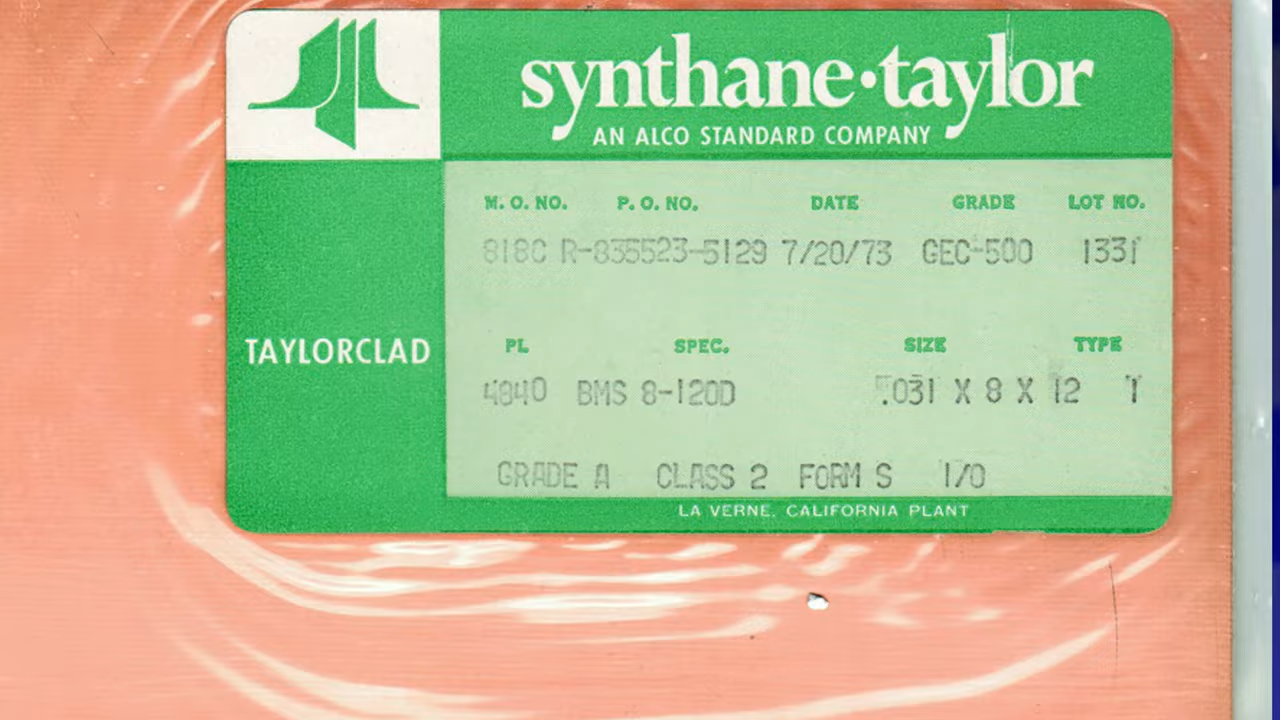 synthane·taylor
AN ALCO STANDARD COMPANY
M. O. NO. P. O. NO. DATE GRADE LOT NO.
818C R-835523-5129 7/20/73 GEC-500 1331
TAYLORCLAD
PL SPEC. SIZE TYPE
4840 BMS 8-120D .031 X 8 X 12 1
GRADE A CLASS 2 FORM S 1/0
LA VERNE, CALIFORNIA PLANT